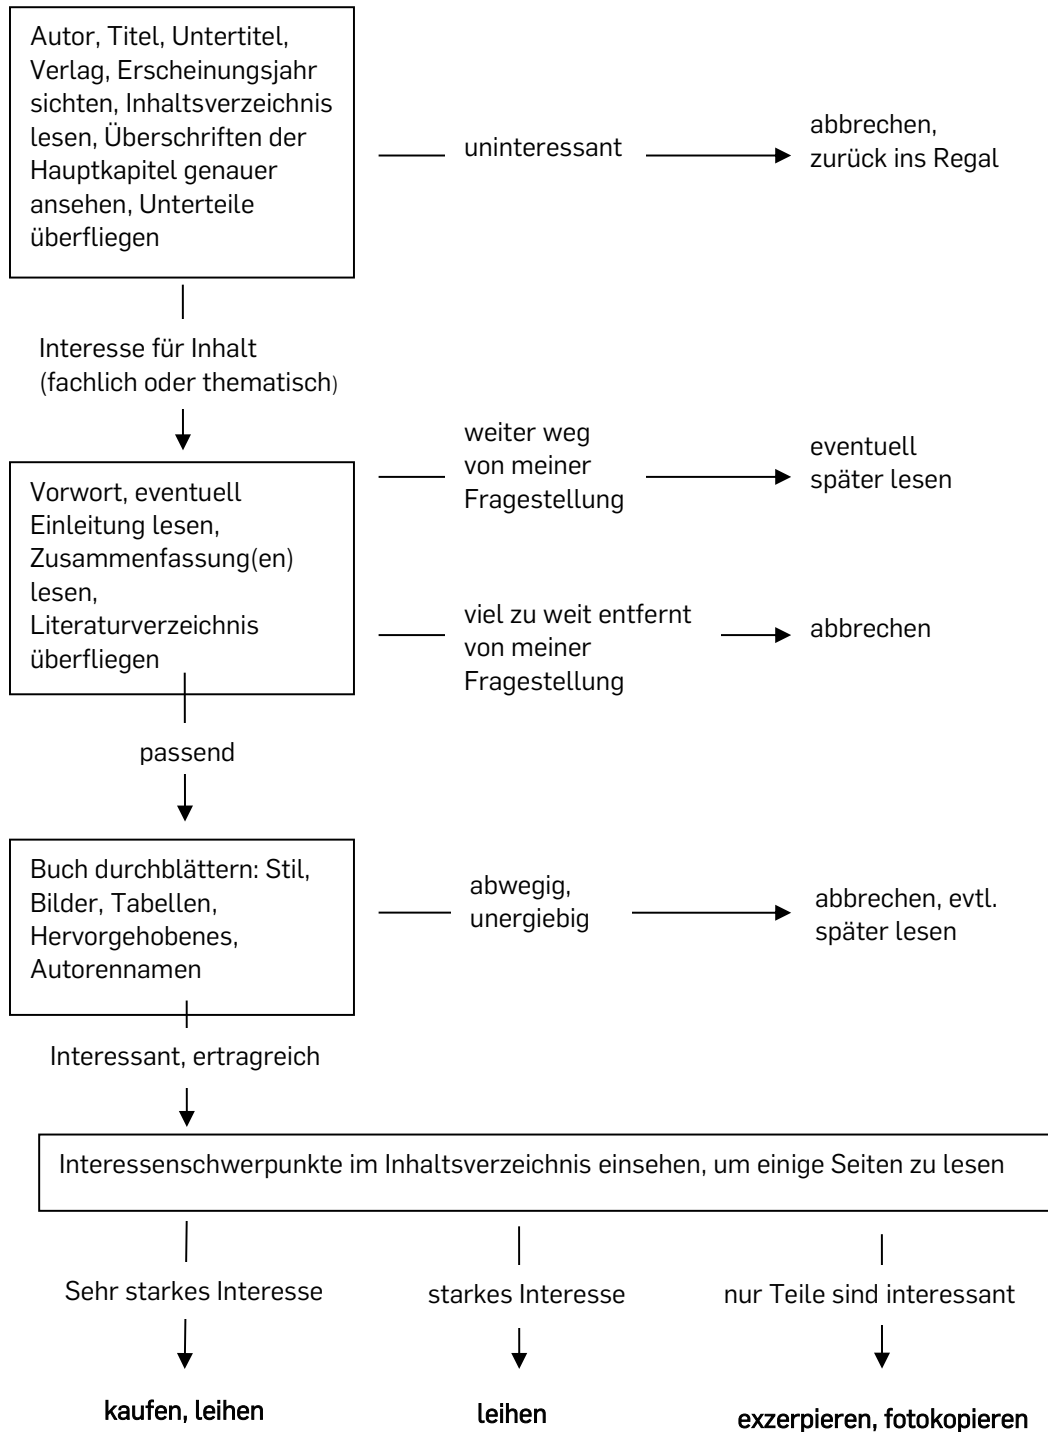 Autor, Titel, Untertitel,
Verlag, Erscheinungsjahr
sichten, Inhaltsverzeichnis
lesen, Überschriften der
Hauptkapitel genauer
ansehen, Unterteile
überfliegen
uninteressant
abbrechen,
zurück ins Regal
Interesse für Inhalt
(fachlich oder thematisch)
Vorwort, eventuell
Einleitung lesen,
Zusammenfassung(en)
lesen,
Literaturverzeichnis
überfliegen
weiter weg
von meiner
Fragestellung
eventuell
später lesen
viel zu weit entfernt
von meiner
Fragestellung
abbrechen
passend
Buch durchblättern: Stil,
Bilder, Tabellen,
Hervorgehobenes,
Autorennamen
abwegig,
unergiebig
abbrechen, evtl.
später lesen
Interessant, ertragreich
Interessenschwerpunkte im Inhaltsverzeichnis einsehen, um einige Seiten zu lesen
Sehr starkes Interesse
kaufen, leihen
starkes Interesse
leihen
nur Teile sind interessant
exzerpieren, fotokopieren